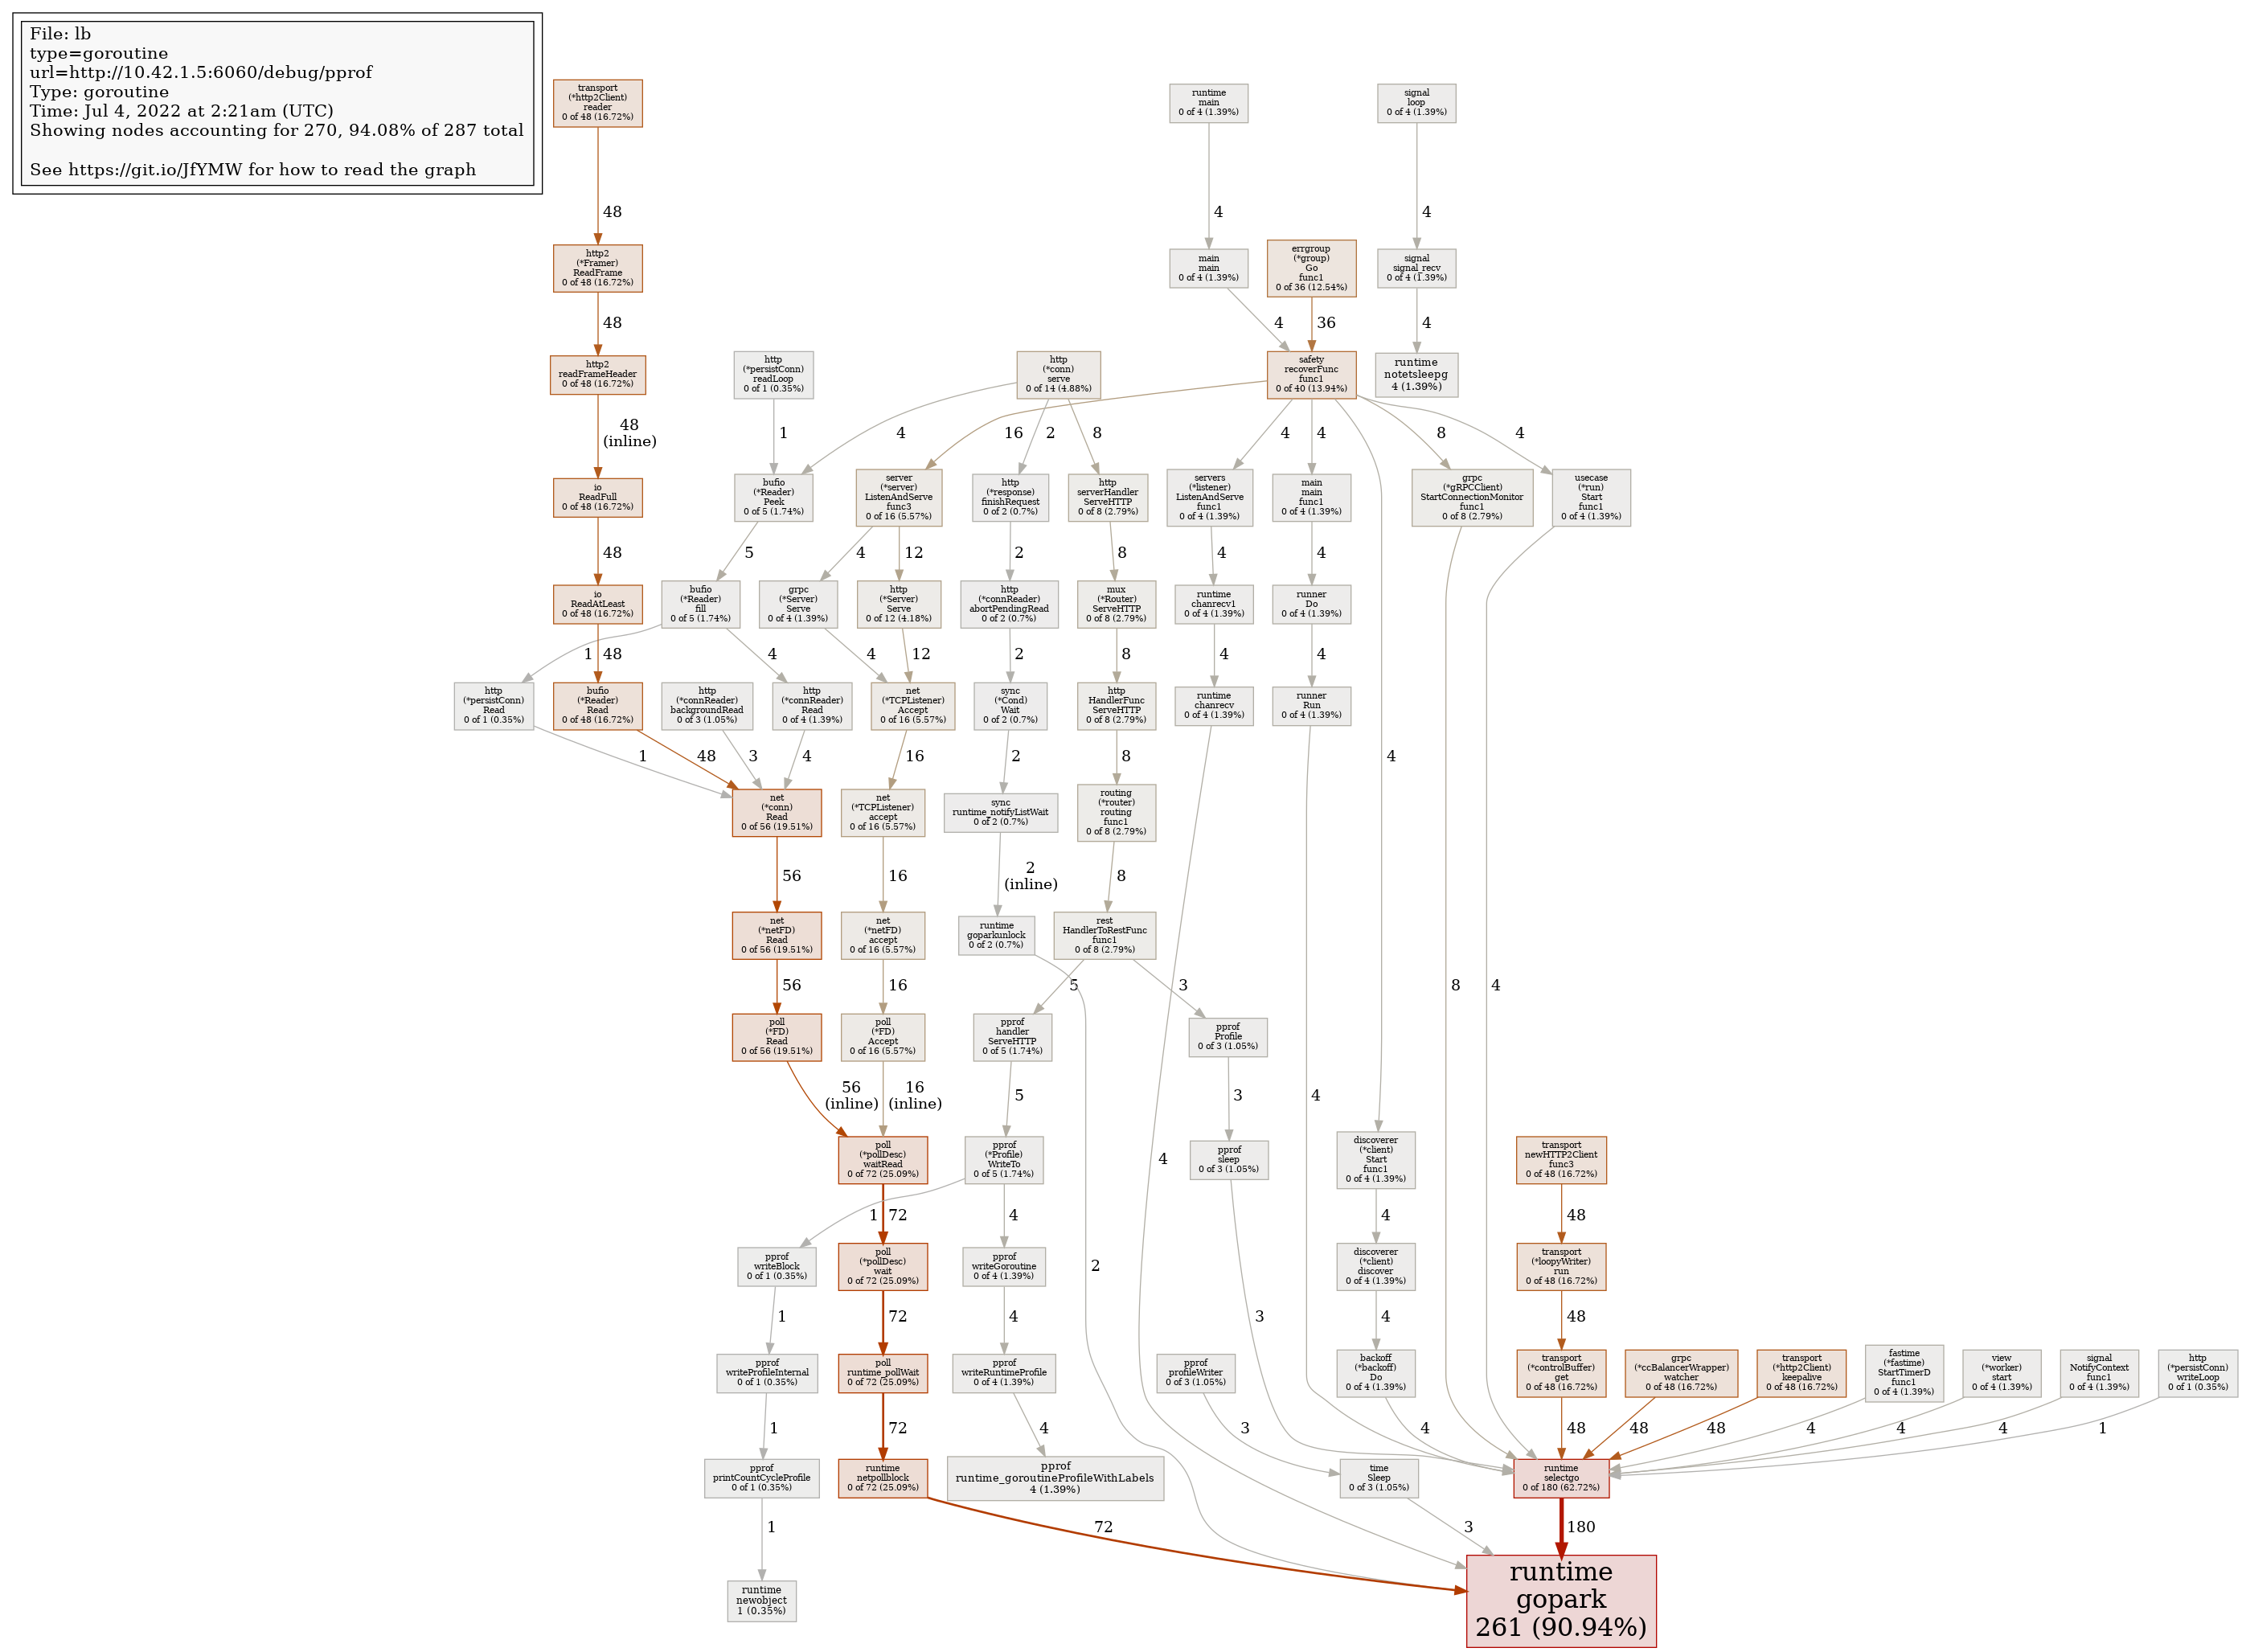 File: lb
type=goroutine
url=http://10.42.1.5:6060/debug/pprof
Type: goroutine
Time: Jul 4, 2022 at 2:21am (UTC)
Showing nodes accounting for 270, 94.08% of 287 total
See https://git.io/JfYMW for how to read the graph
transport
(*http2Client)
reader
0 of 48 (16.72%)
runtime
main
0 of 4 (1.39%)
signal
loop
0 of 4 (1.39%)
48
4
4
http2
(*Framer)
ReadFrame
0 of 48 (16.72%)
main
main
0 of 4 (1.39%)
errgroup
(*group)
Go
func1
0 of 36 (12.54%)
signal
signal_recv
0 of 4 (1.39%)
48
4
36
4
http2
readFrameHeader
0 of 48 (16.72%)
http
(*persistConn)
readLoop
0 of 1 (0.35%)
http
(*conn)
serve
0 of 14 (4.88%)
safety
recoverFunc
func1
0 of 40 (13.94%)
runtime
notetsleepg
4 (1.39%)
48
(inline)
1
4
16
2
8
4
4
8
4
io
ReadFull
0 of 48 (16.72%)
bufio
(*Reader)
Peek
0 of 5 (1.74%)
server
(*server)
ListenAndServe
func3
0 of 16 (5.57%)
http
(*response)
finishRequest
0 of 2 (0.7%)
http
serverHandler
ServeHTTP
0 of 8 (2.79%)
servers
(*listener)
ListenAndServe
func1
0 of 4 (1.39%)
main
main
func1
0 of 4 (1.39%)
grpc
(*gRPCClient)
StartConnectionMonitor
func1
0 of 8 (2.79%)
usecase
(*run)
Start
func1
0 of 4 (1.39%)
48
5
4
12
2
8
4
4
io
ReadAtLeast
0 of 48 (16.72%)
bufio
(*Reader)
fill
0 of 5 (1.74%)
grpc
(*Server)
Serve
0 of 4 (1.39%)
http
(*Server)
Serve
0 of 12 (4.18%)
http
(*connReader)
abortPendingRead
0 of 2 (0.7%)
mux
(*Router)
ServeHTTP
0 of 8 (2.79%)
runtime
chanrecv1
0 of 4 (1.39%)
runner
Do
0 of 4 (1.39%)
1
48
4
4
12
2
8
4
4
http
(*persistConn)
Read
0 of 1 (0.35%)
bufio
(*Reader)
Read
0 of 48 (16.72%)
http
(*connReader)
backgroundRead
0 of 3 (1.05%)
http
(*connReader)
Read
0 of 4 (1.39%)
net
(*TCPListener)
Accept
0 of 16 (5.57%)
sync
(*Cond)
Wait
0 of 2 (0.7%)
http
HandlerFunc
ServeHTTP
0 of 8 (2.79%)
runtime
chanrecv
0 of 4 (1.39%)
runner
Run
0 of 4 (1.39%)
1
48
3
4
16
2
8
4
net
(*conn)
Read
0 of 56 (19.51%)
net
(*TCPListener)
accept
0 of 16 (5.57%)
sync
runtime_notifyListWait
0 of 2 (0.7%)
routing
(*router)
routing
func1
0 of 8 (2.79%)
56
16
2
(inline)
8
net
(*netFD)
Read
0 of 56 (19.51%)
net
(*netFD)
accept
0 of 16 (5.57%)
runtime
goparkunlock
0 of 2 (0.7%)
rest
HandlerToRestFunc
func1
0 of 8 (2.79%)
56
16
5
3
8
4
poll
(*FD)
Read
0 of 56 (19.51%)
poll
(*FD)
Accept
0 of 16 (5.57%)
pprof
handler
ServeHTTP
0 of 5 (1.74%)
pprof
Profile
0 of 3 (1.05%)
56
(inline)
16
(inline)
5
3
4
poll
(*pollDesc)
waitRead
0 of 72 (25.09%)
pprof
(*Profile)
WriteTo
0 of 5 (1.74%)
4
pprof
sleep
0 of 3 (1.05%)
discoverer
(*client)
Start
func1
0 of 4 (1.39%)
transport
newHTTP2Client
func3
0 of 48 (16.72%)
1
72
4
4
48
pprof
writeBlock
0 of 1 (0.35%)
poll
(*pollDesc)
wait
0 of 72 (25.09%)
pprof
writeGoroutine
0 of 4 (1.39%)
2
discoverer
(*client)
discover
0 of 4 (1.39%)
transport
(*loopyWriter)
run
0 of 48 (16.72%)
1
72
4
3
4
48
pprof
writeProfileInternal
0 of 1 (0.35%)
poll
runtime_pollWait
0 of 72 (25.09%)
pprof
writeRuntimeProfile
0 of 4 (1.39%)
pprof
profileWriter
0 of 3 (1.05%)
backoff
(*backoff)
Do
0 of 4 (1.39%)
transport
(*controlBuffer)
get
0 of 48 (16.72%)
grpc
(*ccBalancerWrapper)
watcher
0 of 48 (16.72%)
transport
(*http2Client)
keepalive
0 of 48 (16.72%)
fastime
(*fastime)
StartTimerD
func1
0 of 4 (1.39%)
view
(*worker)
start
0 of 4 (1.39%)
signal
NotifyContext
func1
0 of 4 (1.39%)
http
(*persistConn)
writeLoop
0 of 1 (0.35%)
1
72
4
3
4
48
48
48
4
4
4
1
pprof
printCountCycleProfile
0 of 1 (0.35%)
runtime
netpollblock
0 of 72 (25.09%)
pprof
runtime_goroutineProfileWithLabels
4 (1.39%)
time
Sleep
0 of 3 (1.05%)
runtime
selectgo
0 of 180 (62.72%)
1
72
3
180
runtime
newobject
1 (0.35%)
runtime
gopark
261 (90.94%)